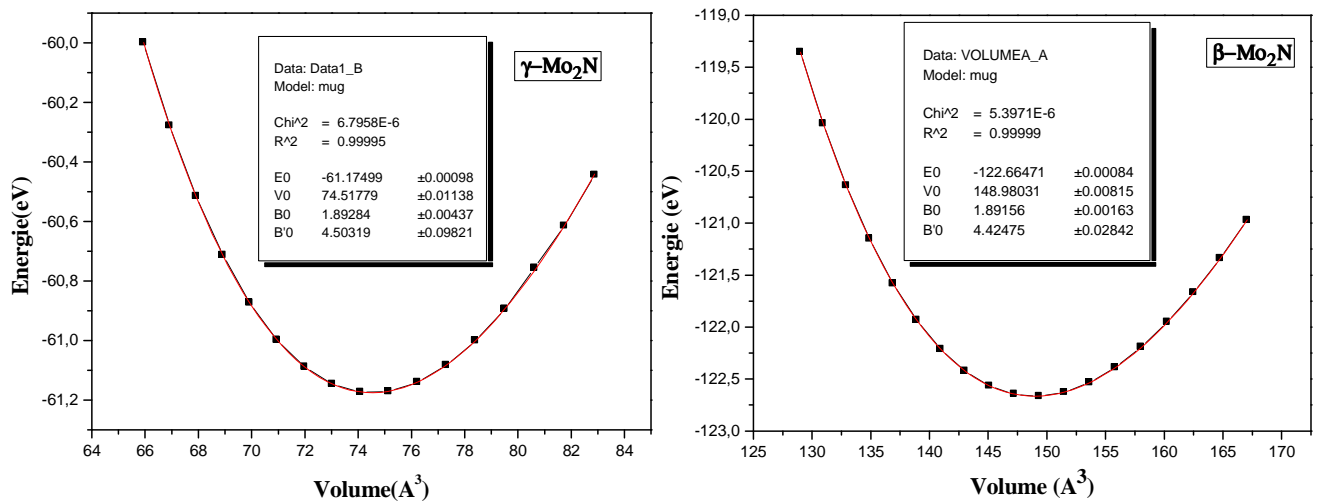 -60,0
-60,2
-60,4
-60,6
-60,8
-61,0
-61,2
Energie(eV)
64 66 68 70 72 74 76 78 80 82 84
Volume(A³)
γ-Mo₂N
Data: Data1_B
Model: mug
Chi^2 = 6.7958E-6
R^2 = 0.99995
E0 -61.17499 ±0.00098
V0 74.51779 ±0.01138
B0 1.89284 ±0.00437
B'0 4.50319 ±0.09821
-119,0
-119,5
-120,0
-120,5
-121,0
-121,5
-122,0
-122,5
-123,0
Energie (eV)
125 130 135 140 145 150 155 160 165 170
Volume (A³)
β-Mo₂N
Data: VOLUMEA_A
Model: mug
Chi^2 = 5.3971E-6
R^2 = 0.99999
E0 -122.66471 ±0.00084
V0 148.98031 ±0.00815
B0 1.89156 ±0.00163
B'0 4.42475 ±0.02842